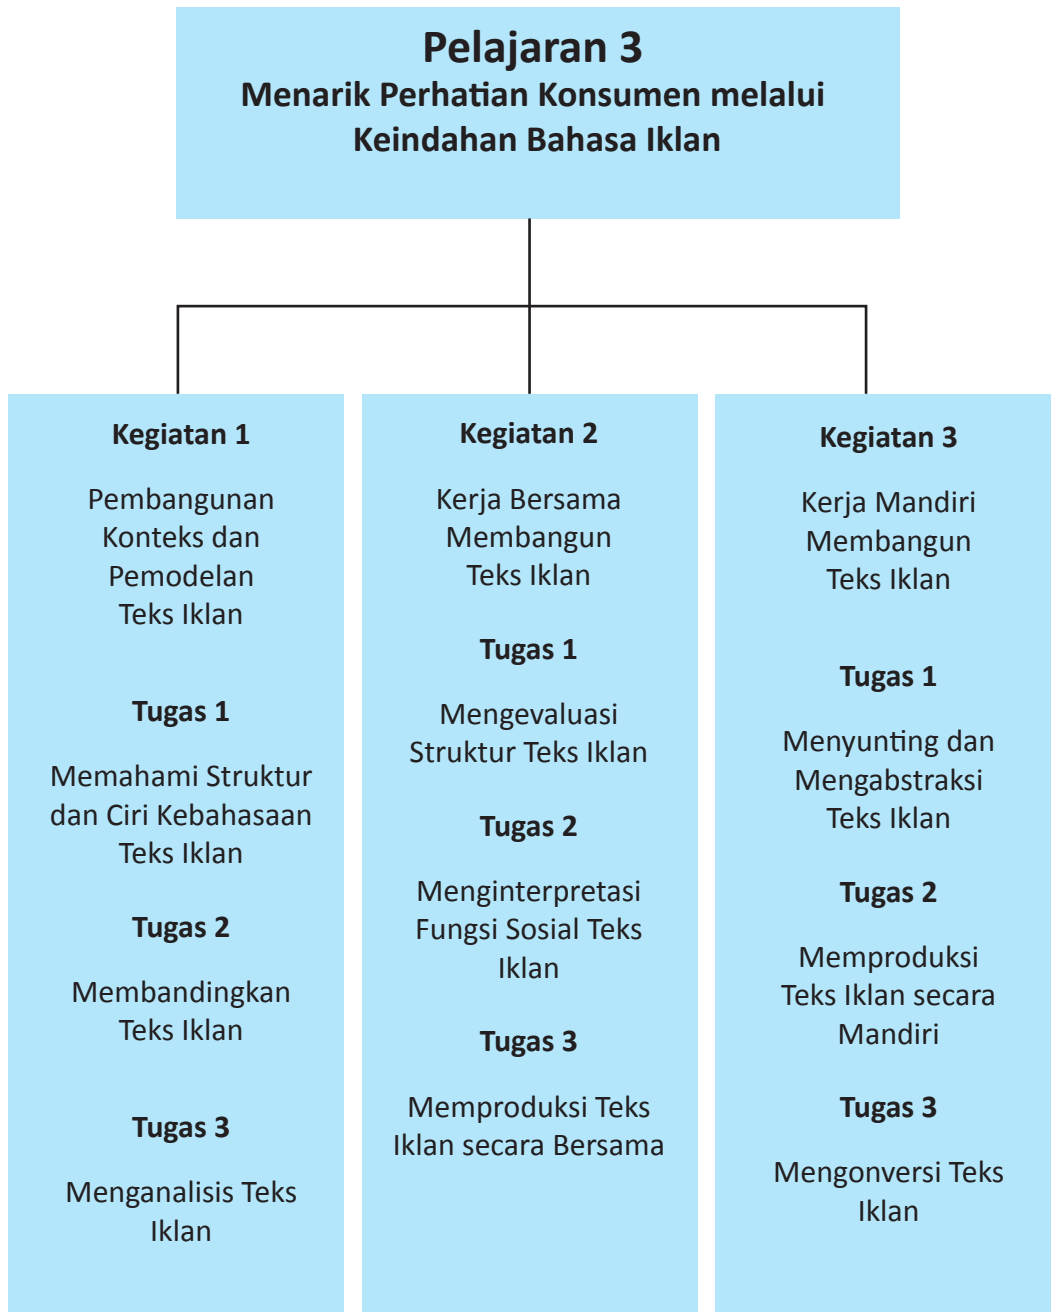 Pelajaran 3
Menarik Perhatian Konsumen melalui
Keindahan Bahasa Iklan
Kegiatan 1
Pembangunan
Konteks dan
Pemodelan
Teks Iklan
Tugas 1
Memahami Struktur
dan Ciri Kebahasaan
Teks Iklan
Tugas 2
Membandingkan
Teks Iklan
Tugas 3
Menganalisis Teks
Iklan
Kegiatan 2
Kerja Bersama
Membangun
Teks Iklan
Tugas 1
Mengevaluasi
Struktur Teks Iklan
Tugas 2
Menginterpretasi
Fungsi Sosial Teks
Iklan
Tugas 3
Memproduksi Teks
Iklan secara Bersama
Kegiatan 3
Kerja Mandiri
Membangun
Teks Iklan
Tugas 1
Menyunting dan
Mengabstraksi
Teks Iklan
Tugas 2
Memproduksi
Teks Iklan secara
Mandiri
Tugas 3
Mengonversi Teks
Iklan